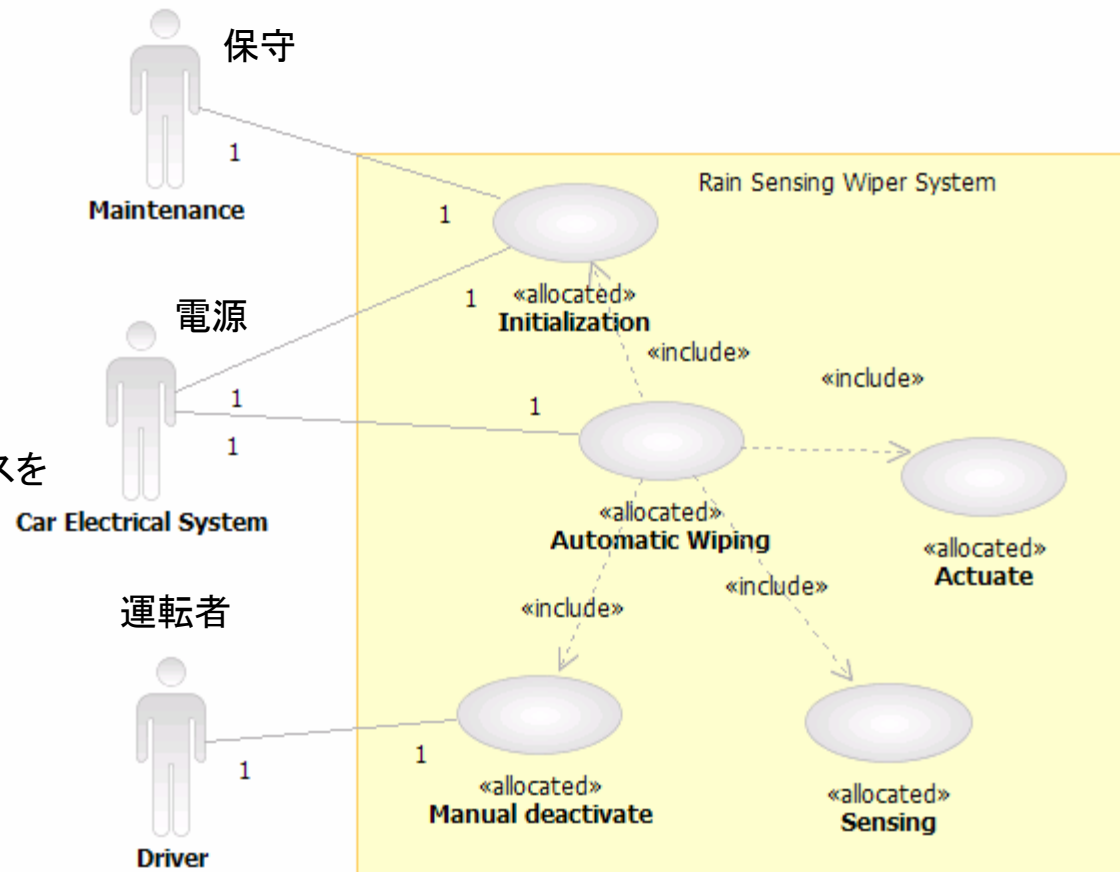 保守
1
Maintenance
Rain Sensing Wiper System
1
電源
1
«allocated»
Initialization
«include»
«include»
1
1
1
スを
Car Electrical System
«allocated»
Automatic Wiping
«allocated»
Actuate
«include»
«include»
運転者
1
1
«allocated»
Manual deactivate
«allocated»
Sensing
Driver